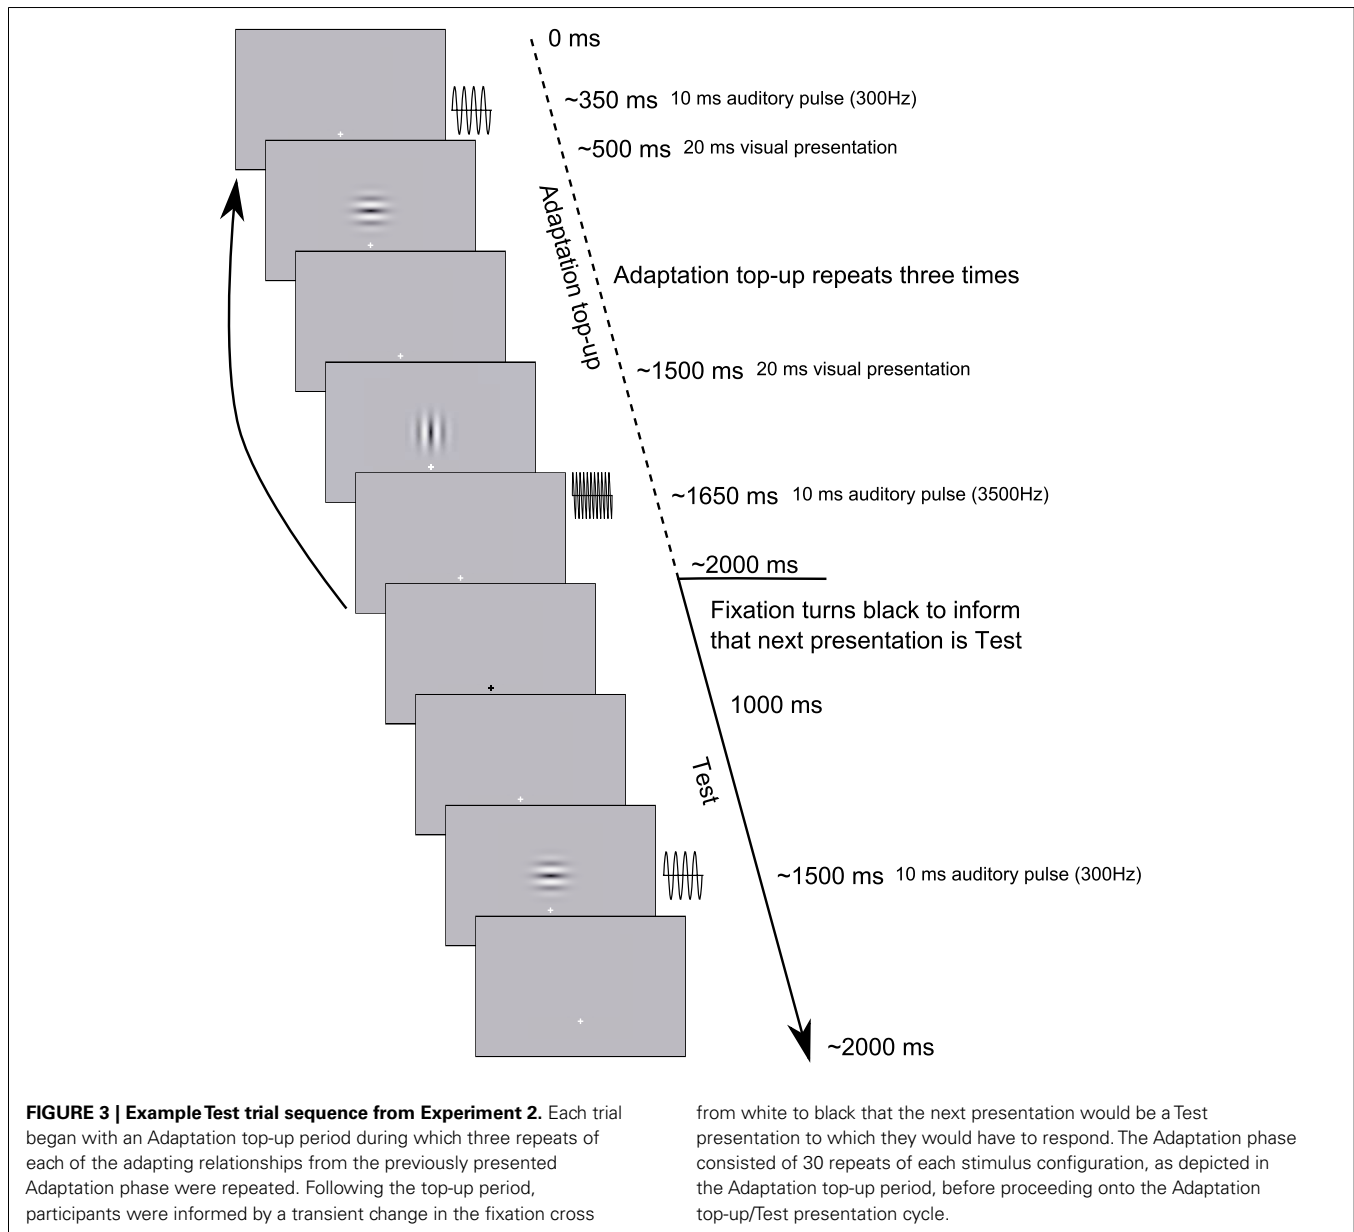 0 ms
~350 ms 10 ms auditory pulse (300Hz)
~500 ms 20 ms visual presentation
Adaptation top-up
Adaptation top-up repeats three times
~1500 ms 20 ms visual presentation
~1650 ms 10 ms auditory pulse (3500Hz)
~2000 ms
Fixation turns black to inform
that next presentation is Test
1000 ms
Test
~1500 ms 10 ms auditory pulse (300Hz)
~2000 ms
FIGURE 3 | Example Test trial sequence from Experiment 2. Each trial
began with an Adaptation top-up period during which three repeats of
each of the adapting relationships from the previously presented
Adaptation phase were repeated. Following the top-up period,
participants were informed by a transient change in the fixation cross
from white to black that the next presentation would be a Test
presentation to which they would have to respond. The Adaptation phase
consisted of 30 repeats of each stimulus configuration, as depicted in
the Adaptation top-up period, before proceeding onto the Adaptation
top-up/Test presentation cycle.